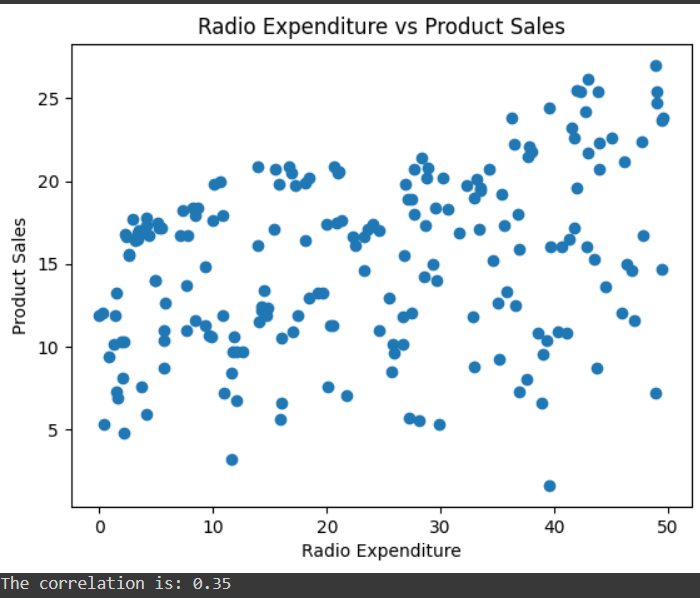 Radio Expenditure vs Product Sales
25
20
15
10
5
Product Sales
0 10 20 30 40 50
Radio Expenditure
The correlation is: 0.35